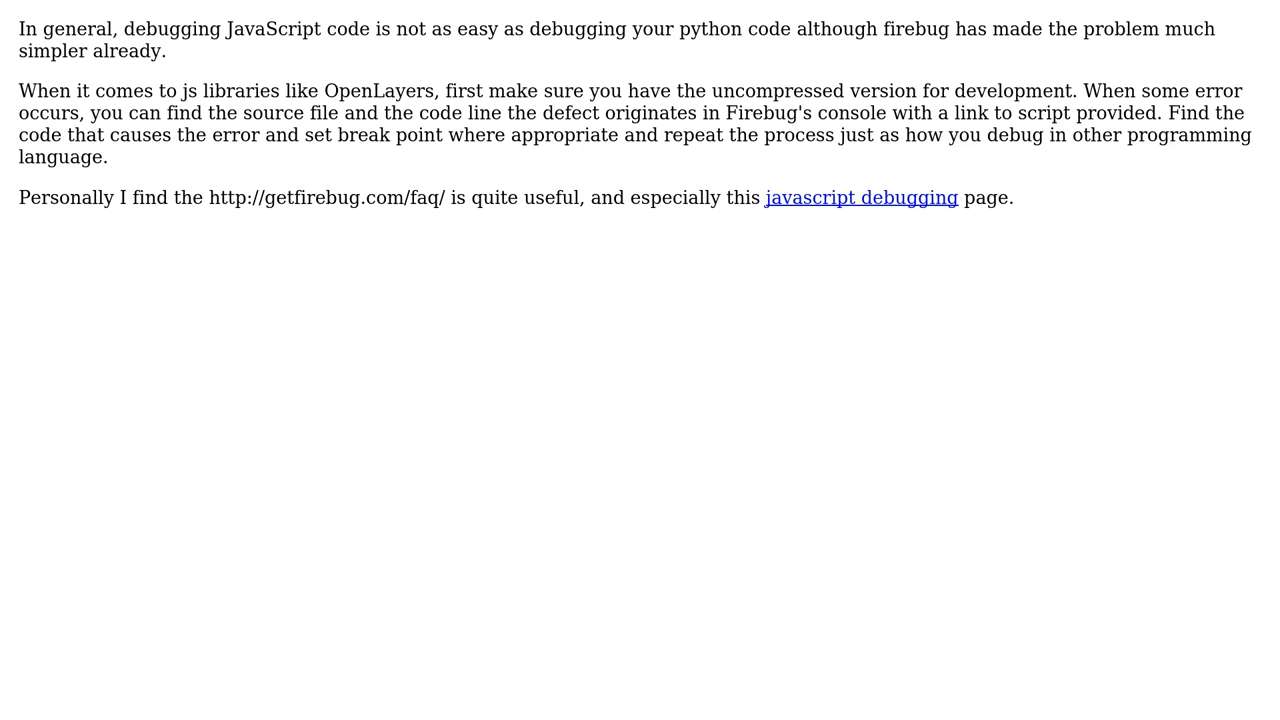 In general, debugging JavaScript code is not as easy as debugging your python code although firebug has made the problem much
simpler already.
When it comes to js libraries like OpenLayers, first make sure you have the uncompressed version for development. When some error
occurs, you can find the source file and the code line the defect originates in Firebug's console with a link to script provided. Find the
code that causes the error and set break point where appropriate and repeat the process just as how you debug in other programming
language.
Personally I find the http://getfirebug.com/faq/ is quite useful, and especially this javascript debugging page.